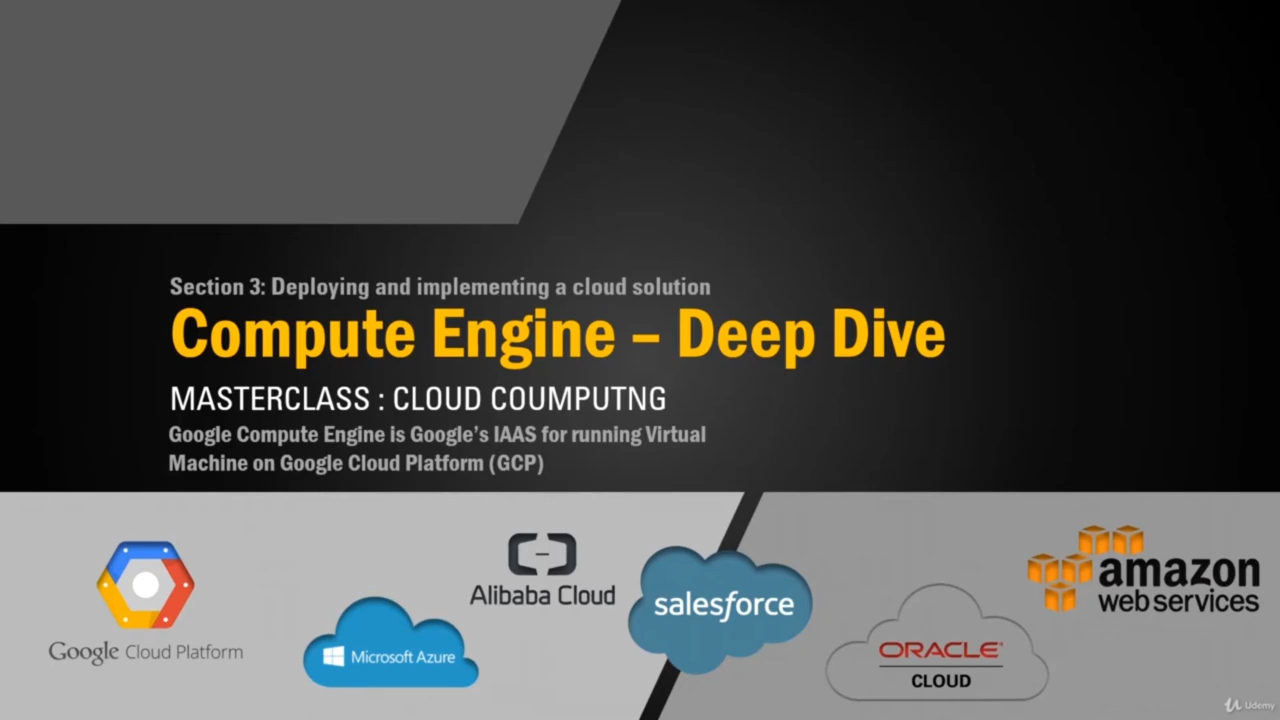 Section 3: Deploying and implementing a cloud solution
Compute Engine – Deep Dive
MASTERCLASS : CLOUD COUMPUTNG
Google Compute Engine is Google's IAAS for running Virtual
Machine on Google Cloud Platform (GCP)
Google Cloud Platform
Microsoft Azure
Alibaba Cloud
salesforce
ORACLE®
CLOUD
amazon
web services
Udemy